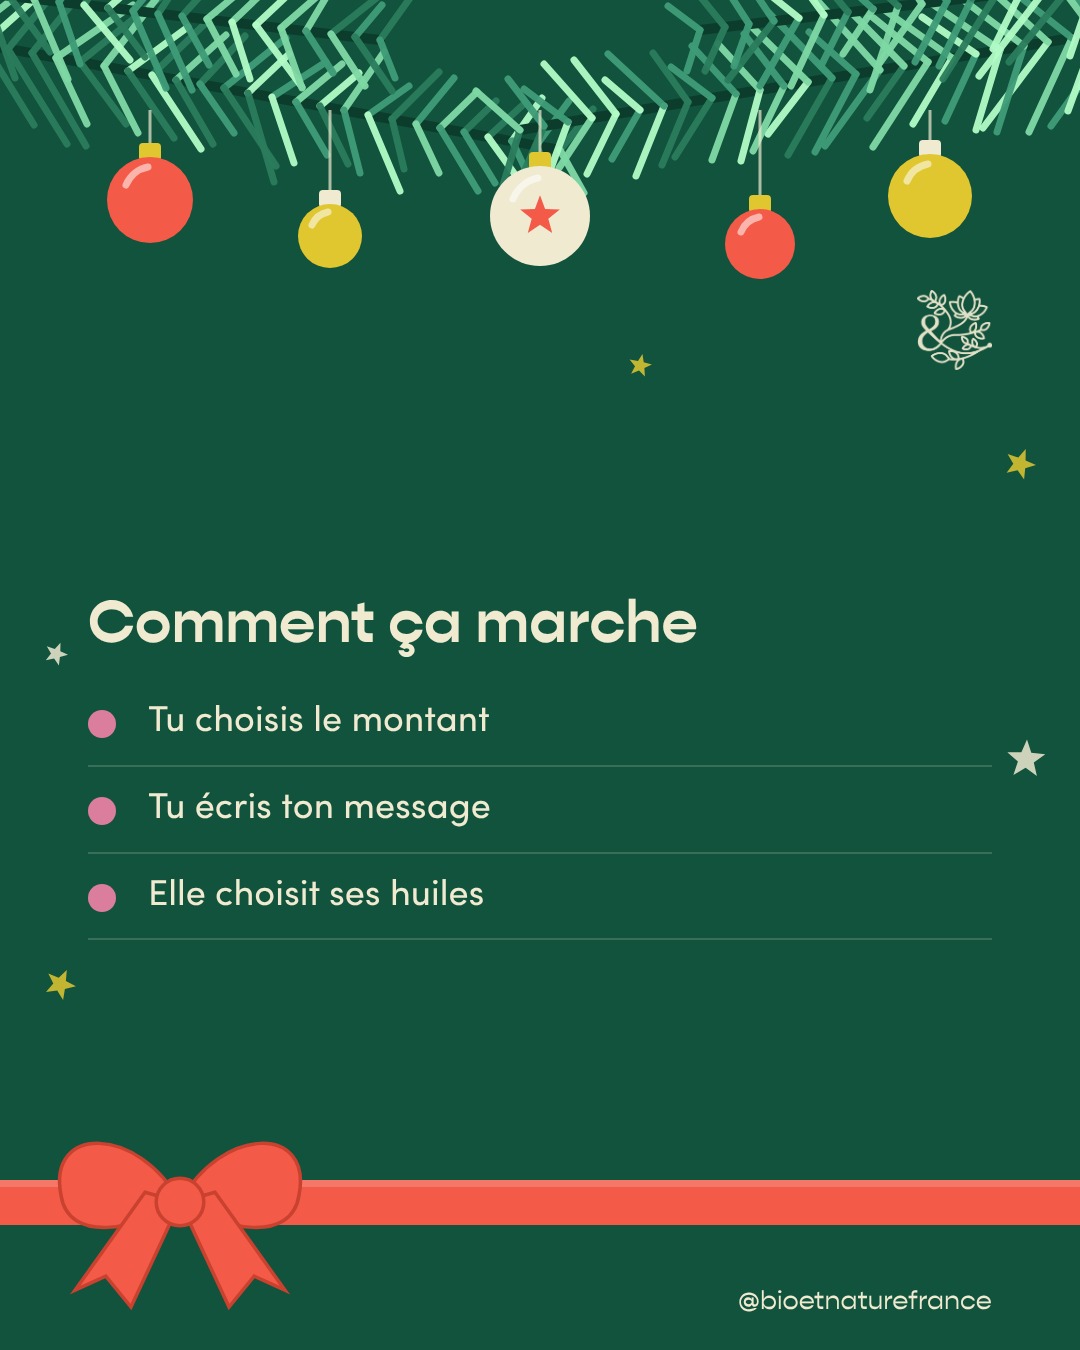 &
Comment ça marche
Tu choisis le montant
Tu écris ton message
Elle choisit ses huiles
@bioetnaturefrance